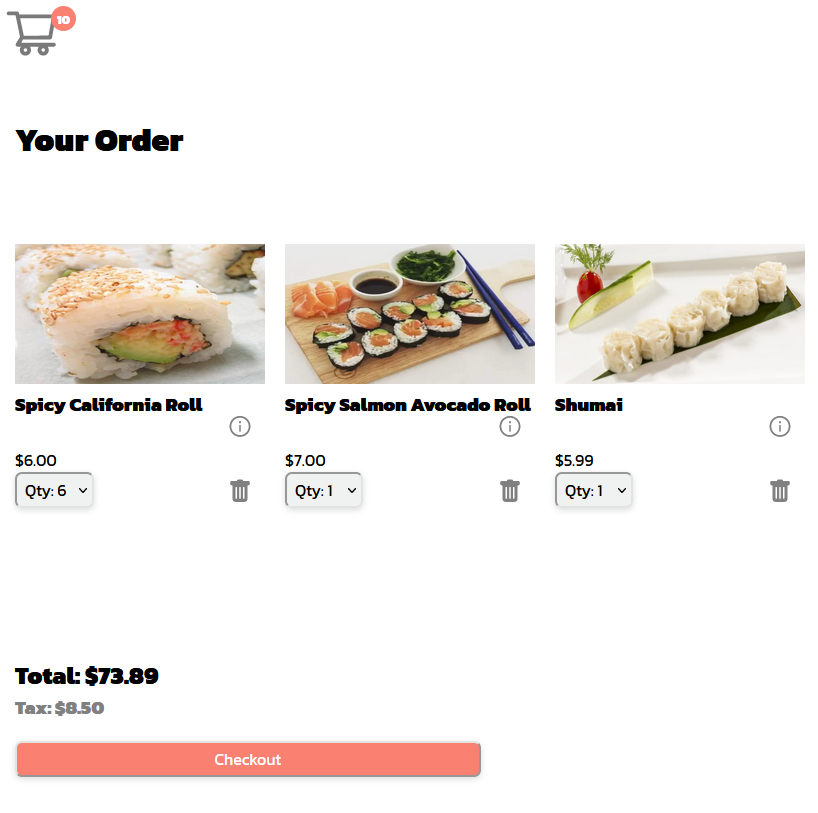 10
Your Order
Spicy California Roll
Spicy Salmon Avocado Roll
Shumai
$6.00
$7.00
$5.99
Qty: 6
Qty: 1
Qty: 1
Total: $73.89
Tax: $8.50
Checkout